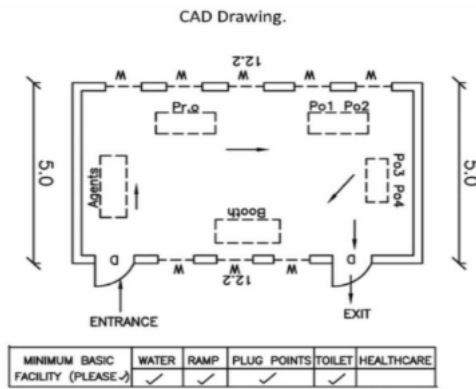 CAD Drawing.
12.2
W W W W W
Pr.o
Po1 Po2
5.0
5.0
Agents
Po3 Po4
Booth
D
D
W W W
12.2
ENTRANCE
EXIT
MINIMUM BASIC FACILITY (PLEASE ✓)
WATER ✓
RAMP ✓
PLUG POINTS ✓
TOILET ✓
HEALTHCARE